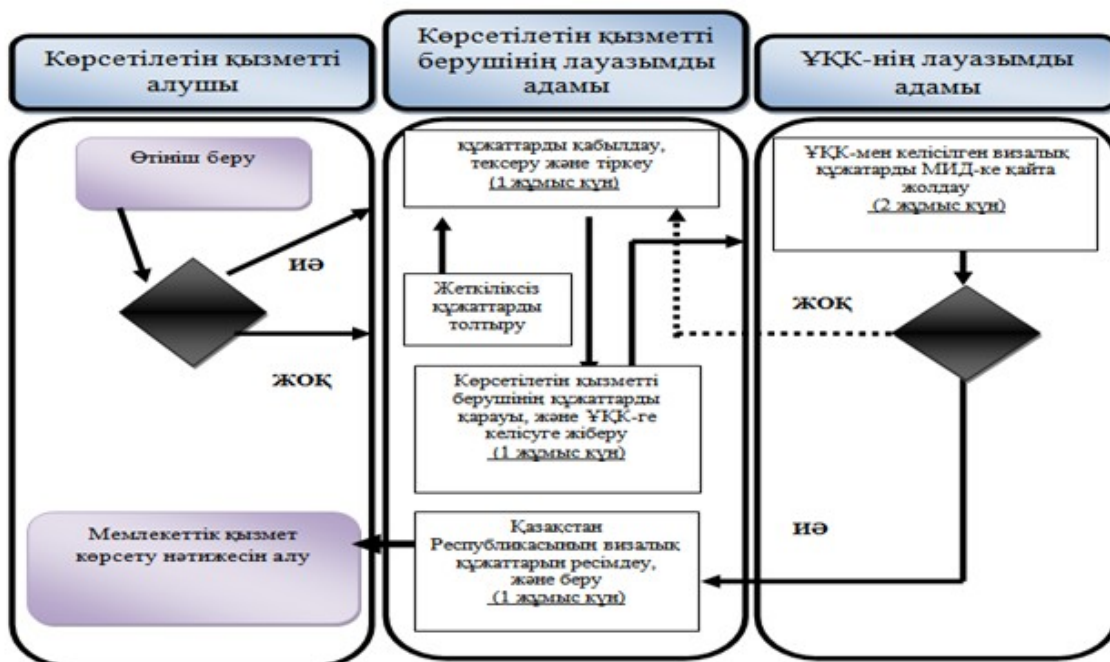 Көрсетілетін қызметті
алушы
Көрсетілетін қызметті
берушінің лауазымды
адамы
ҰҚК-нің лауазымды
адамы
Өтініш беру
ИӘ
ЖОҚ
құжаттарды қабылдау,
тексеру және тіркеу
(1 жұмыс күн)
Жеткіліксіз
құжаттарды
толтыру
Көрсетілетін қызметті
берушінің құжаттарды
қарауы, және ҰҚК-ге
келісуге жіберу
(1 жұмыс күн)
ҰҚК-мен келісілген визалық
құжатарды МИД-ке қайта
жолдау
(2 жұмыс күн)
ЖОҚ
ИӘ
Қазақстан
Республикасының визалық
құжаттарын ресімдеу,
және беру
(1 жұмыс күн)
Мемлекеттік қызмет
көрсету нәтижесін алу